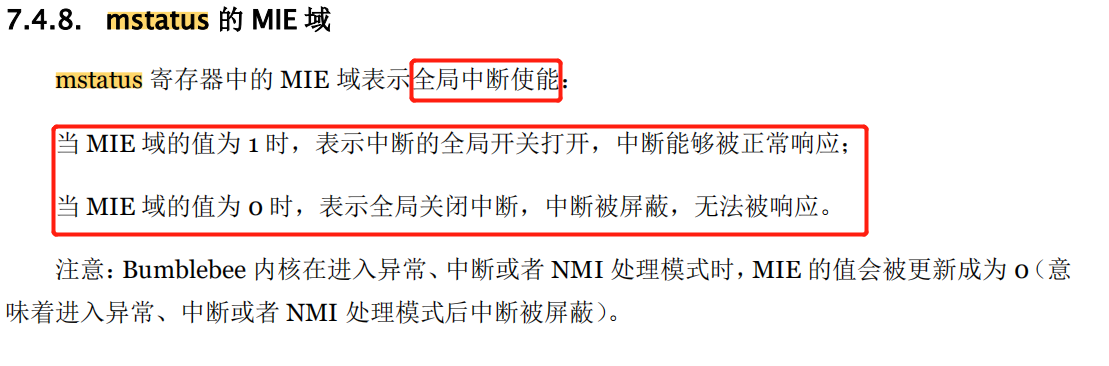 7.4.8. mstatus 的 MIE 域
mstatus 寄存器中的 MIE 域表示全局中断使能:
当 MIE 域的值为 1 时，表示中断的全局开关打开，中断能够被正常响应；
当 MIE 域的值为 0 时，表示全局关闭中断，中断被屏蔽，无法被响应。
注意：Bumblebee 内核在进入异常、中断或者 NMI 处理模式时，MIE 的值会被更新成为 0（意
味着进入异常、中断或者 NMI 处理模式后中断被屏蔽）。